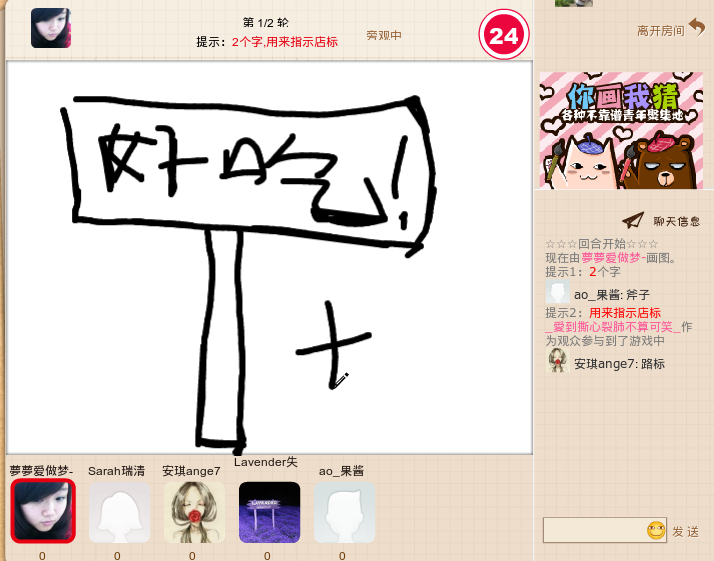 第 1/2 轮
提示：2个字,用来指示店标
旁观中
24
离开房间
你画我猜
各种不靠谱青年聚集地
聊天信息
☆☆☆回合开始☆☆☆
现在由夢夢爱做梦-画图。
提示1：2个字
ao_果酱: 斧子
提示2：用来指示店标
_愛到撕心裂肺不算可笑_作
为观众参与到了游戏中
安琪ange7: 路标
好吃!
夢夢爱做梦-
Sarah瑞清
安琪ange7
Lavender失
ao_果酱
0
0
0
0
0
发 送